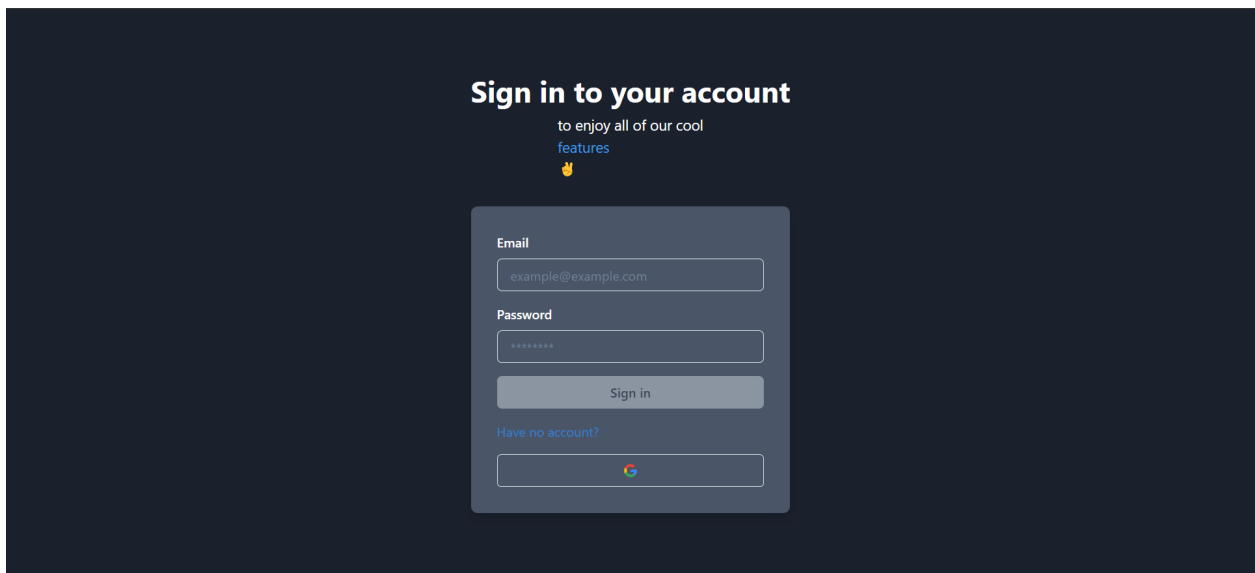 Sign in to your account
to enjoy all of our cool
features
✌️
Email
example@example.com
Password
********
Sign in
Have no account?